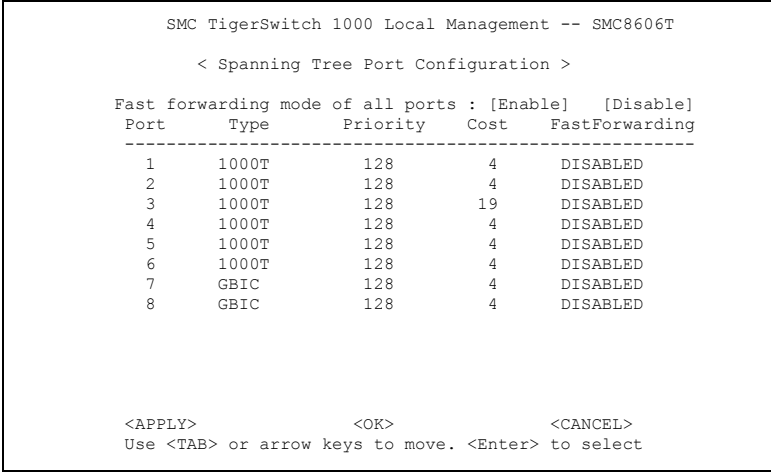 SMC TigerSwitch 1000 Local Management -- SMC8606T
< Spanning Tree Port Configuration >
Fast forwarding mode of all ports : [Enable] [Disable]
Port Type Priority Cost FastForwarding
-------------------------------------------------------
1 1000T 128 4 DISABLED
2 1000T 128 4 DISABLED
3 1000T 128 19 DISABLED
4 1000T 128 4 DISABLED
5 1000T 128 4 DISABLED
6 1000T 128 4 DISABLED
7 GBIC 128 4 DISABLED
8 GBIC 128 4 DISABLED
<APPLY> <OK> <CANCEL>
Use <TAB> or arrow keys to move. <Enter> to select